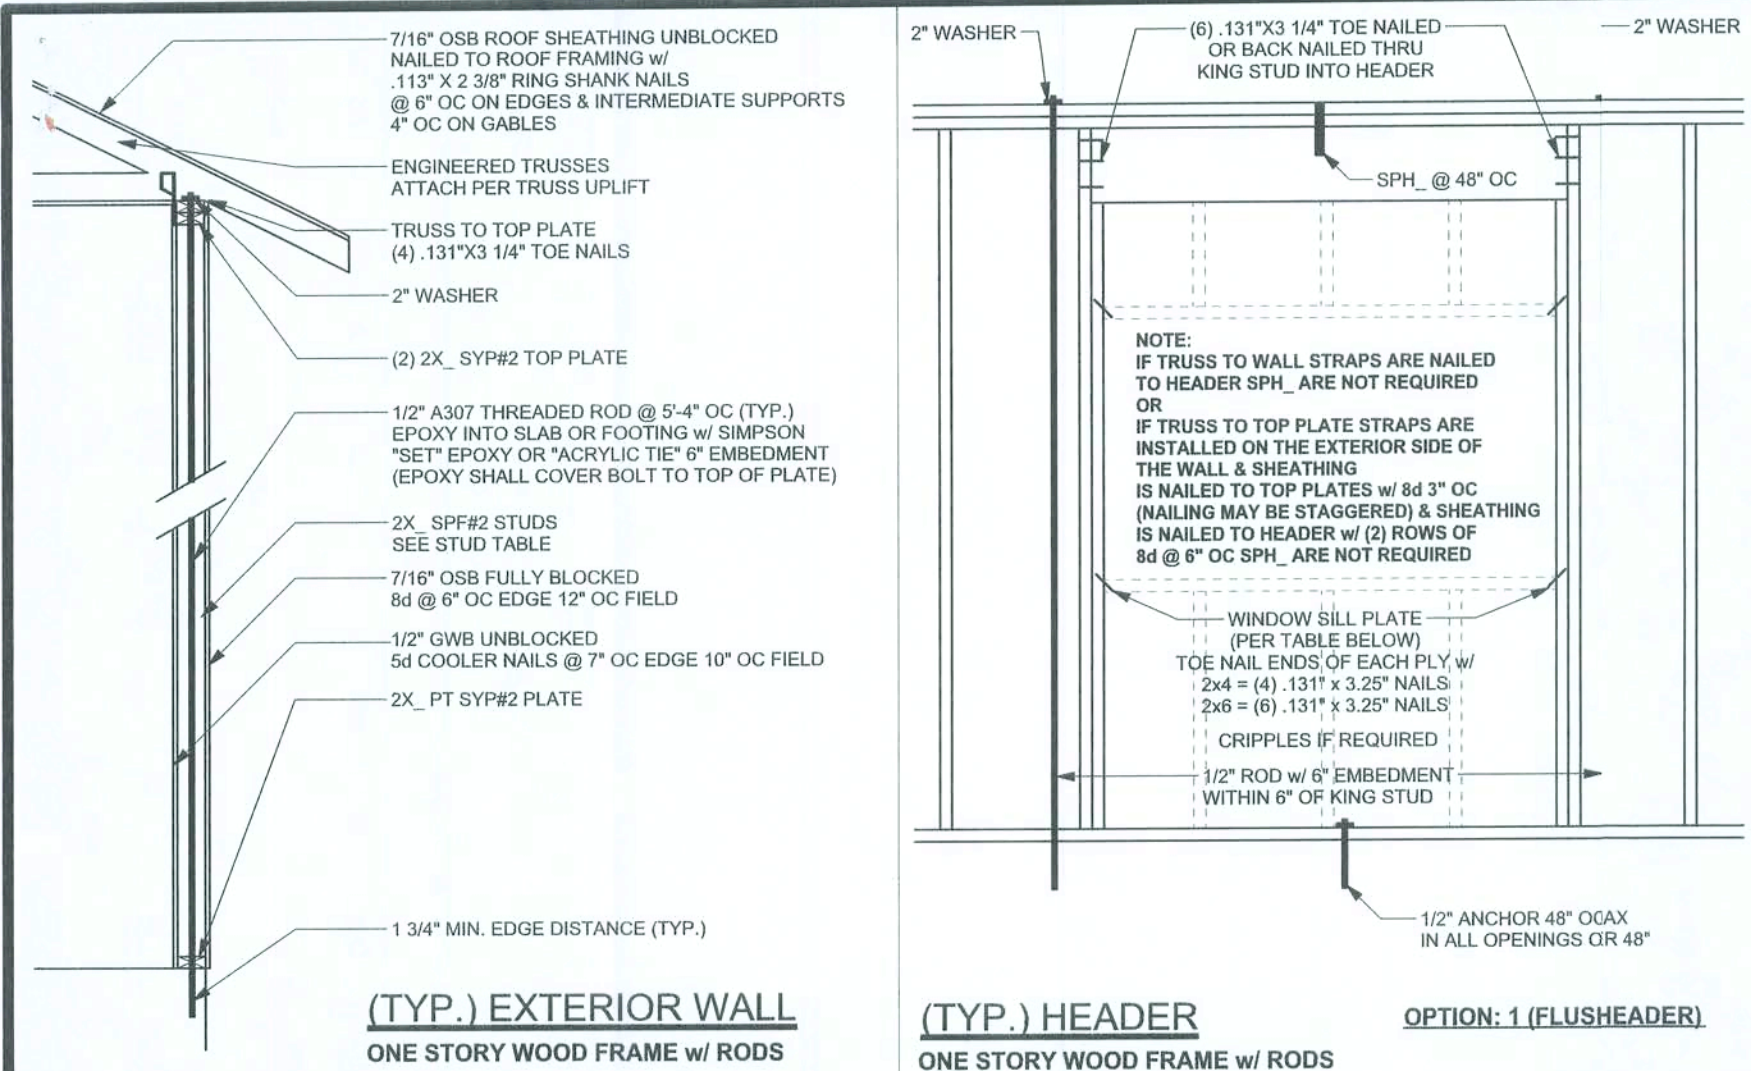 7/16" OSB ROOF SHEATHING UNBLOCKED
NAILED TO ROOF FRAMING w/
.113" X 2 3/8" RING SHANK NAILS
@ 6" OC ON EDGES & INTERMEDIATE SUPPORTS
4" OC ON GABLES
ENGINEERED TRUSSES
ATTACH PER TRUSS UPLIFT
TRUSS TO TOP PLATE
(4) .131"X3 1/4" TOE NAILS
2" WASHER
(2) 2X_ SYP#2 TOP PLATE
1/2" A307 THREADED ROD @ 5'-4" OC (TYP.)
EPOXY INTO SLAB OR FOOTING w/ SIMPSON
"SET" EPOXY OR "ACRYLIC TIE" 6" EMBEDMENT
(EPOXY SHALL COVER BOLT TO TOP OF PLATE)
2X_ SPF#2 STUDS
SEE STUD TABLE
7/16" OSB FULLY BLOCKED
8d @ 6" OC EDGE 12" OC FIELD
1/2" GWB UNBLOCKED
5d COOLER NAILS @ 7" OC EDGE 10" OC FIELD
2X_ PT SYP#2 PLATE
1 3/4" MIN. EDGE DISTANCE (TYP.)
(TYP.) EXTERIOR WALL
ONE STORY WOOD FRAME w/ RODS
2" WASHER
(6) .131"X3 1/4" TOE NAILED
OR BACK NAILED THRU
KING STUD INTO HEADER
2" WASHER
SPH_ @ 48" OC
NOTE:
IF TRUSS TO WALL STRAPS ARE NAILED
TO HEADER SPH_ ARE NOT REQUIRED
OR
IF TRUSS TO TOP PLATE STRAPS ARE
INSTALLED ON THE EXTERIOR SIDE OF
THE WALL & SHEATHING
IS NAILED TO TOP PLATES w/ 8d 3" OC
(NAILING MAY BE STAGGERED) & SHEATHING
IS NAILED TO HEADER w/ (2) ROWS OF
8d @ 6" OC SPH_ ARE NOT REQUIRED
WINDOW SILL PLATE
(PER TABLE BELOW)
TOE NAIL ENDS OF EACH PLY w/
2x4 = (4) .131" x 3.25" NAILS
2x6 = (6) .131" x 3.25" NAILS
CRIPPLES IF REQUIRED
1/2" ROD w/ 6" EMBEDMENT
WITHIN 6" OF KING STUD
1/2" ANCHOR 48" OCAX
IN ALL OPENINGS OR 48"
(TYP.) HEADER
ONE STORY WOOD FRAME w/ RODS
OPTION: 1 (FLUSHEADER)